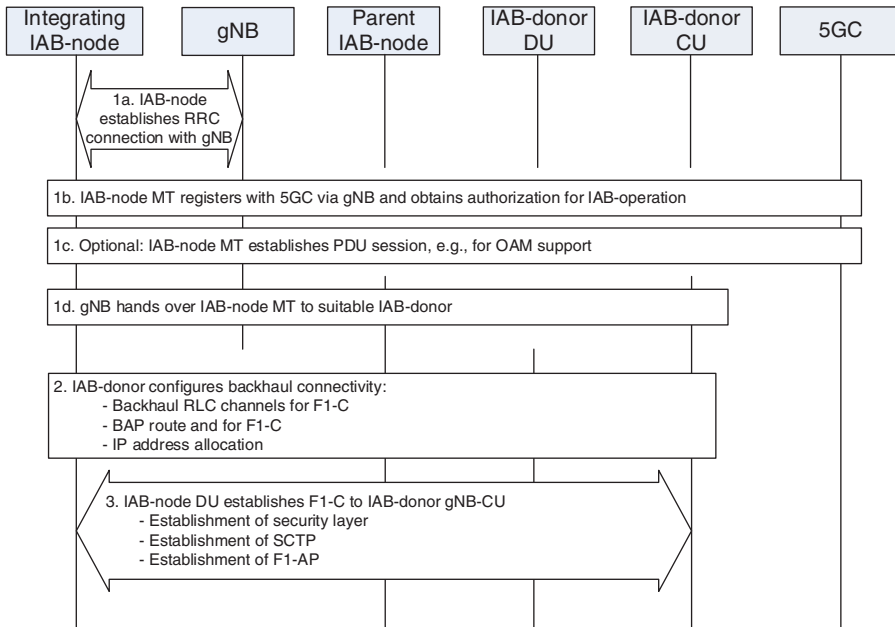 Integrating
IAB-node
gNB
Parent
IAB-node
IAB-donor
DU
IAB-donor
CU
5GC
1a. IAB-node
establishes RRC
connection with gNB
1b. IAB-node MT registers with 5GC via gNB and obtains authorization for IAB-operation
1c. Optional: IAB-node MT establishes PDU session, e.g., for OAM support
1d. gNB hands over IAB-node MT to suitable IAB-donor
2. IAB-donor configures backhaul connectivity:
- Backhaul RLC channels for F1-C
- BAP route and for F1-C
- IP address allocation
3. IAB-node DU establishes F1-C to IAB-donor gNB-CU
- Establishment of security layer
- Establishment of SCTP
- Establishment of F1-AP